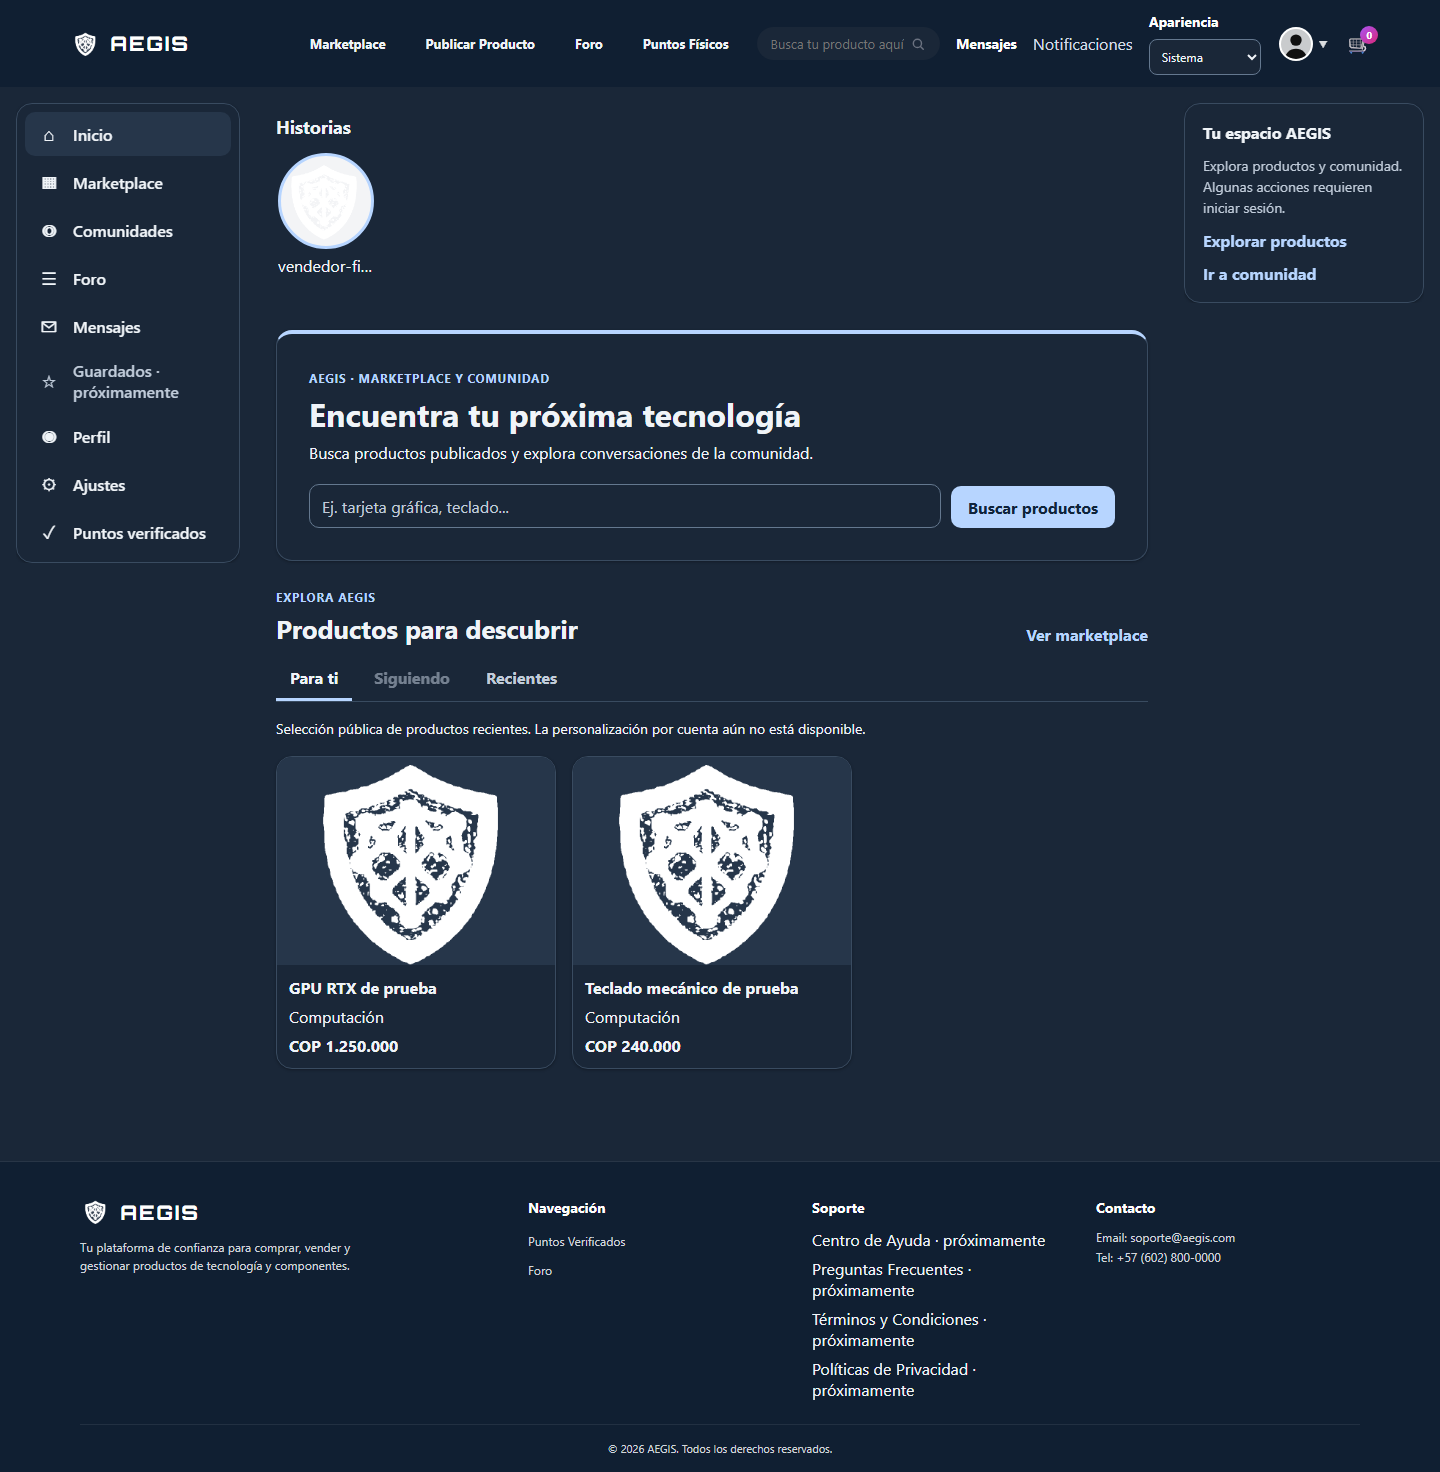 AEGIS
Marketplace
Publicar Producto
Foro
Puntos Físicos
Busca tu producto aquí
Mensajes
Notificaciones
Apariencia
Sistema
0
Inicio
Marketplace
Comunidades
Foro
Mensajes
Guardados ·
próximamente
Perfil
Ajustes
Puntos verificados
Historias
vendedor-fi...
AEGIS · MARKETPLACE Y COMUNIDAD
Encuentra tu próxima tecnología
Busca productos publicados y explora conversaciones de la comunidad.
Ej. tarjeta gráfica, teclado...
Buscar productos
EXPLORA AEGIS
Productos para descubrir
Ver marketplace
Para ti
Siguiendo
Recientes
Selección pública de productos recientes. La personalización por cuenta aún no está disponible.
GPU RTX de prueba
Computación
COP 1.250.000
Teclado mecánico de prueba
Computación
COP 240.000
Tu espacio AEGIS
Explora productos y comunidad.
Algunas acciones requieren
iniciar sesión.
Explorar productos
Ir a comunidad
AEGIS
Tu plataforma de confianza para comprar, vender y
gestionar productos de tecnología y componentes.
Navegación
Puntos Verificados
Foro
Soporte
Centro de Ayuda · próximamente
Preguntas Frecuentes ·
próximamente
Términos y Condiciones ·
próximamente
Políticas de Privacidad ·
próximamente
Contacto
Email: soporte@aegis.com
Tel: +57 (602) 800-0000
© 2026 AEGIS. Todos los derechos reservados.